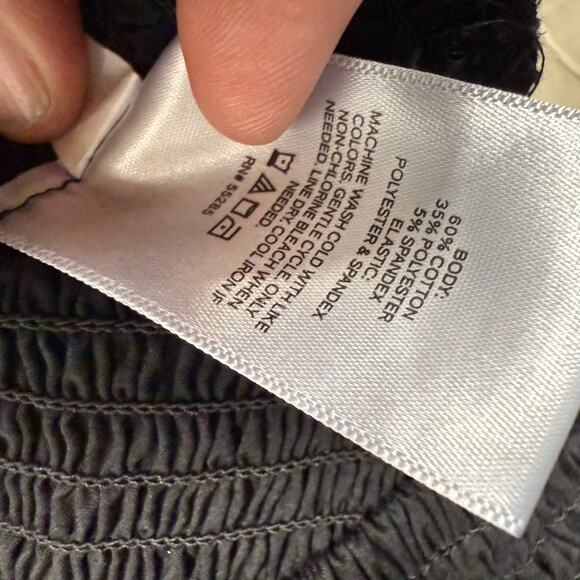 BODY:
60% COTTON
35% POLYESTER
5% SPANDEX
ELASTIC:
POLYESTER & SPANDEX
MACHINE WASH COLD WITH LIKE
COLORS. GENTLE CYCLE. ONLY
NON-CHLORINE BLEACH WHEN
NEEDED. LINE DRY. COOL IRON IF
NEEDED.
RN# 55285